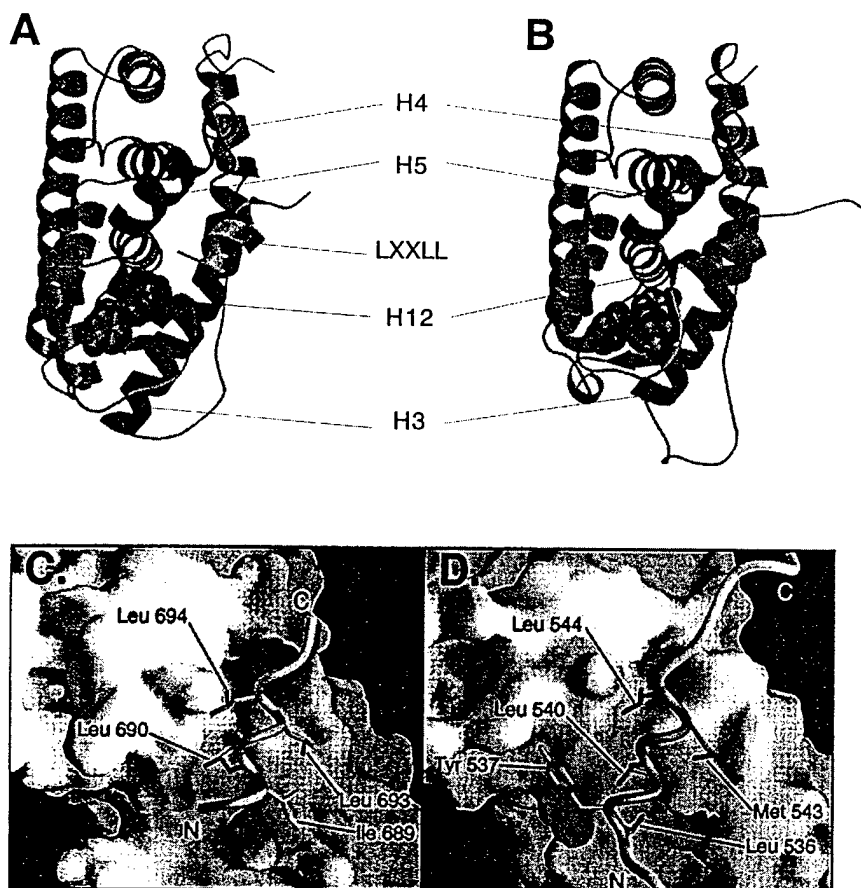 A
B
H4
H5
LXXLL
H12
H3
C.
C
Leu 694
Leu 690
Leu 693
Ile 689
N
D.
C
Leu 544
Leu 540
Tyr 537
Met 543
Leu 536
N